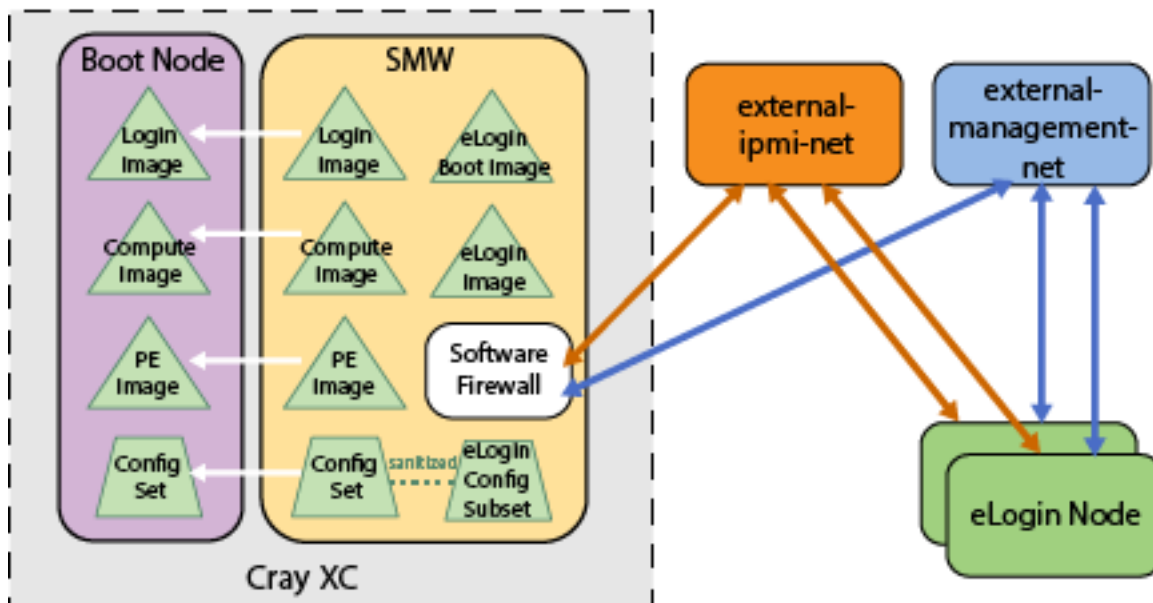 Boot Node
SMW
Login
Image
Login
Image
eLogin
Boot Image
Compute
Image
Compute
Image
eLogin
Image
PE
Image
PE
Image
Software
Firewall
Config
Set
Config
Set
sanitized
eLogin
Config
Subset
Cray XC
external-
ipmi-net
external-
management-
net
eLogin Node